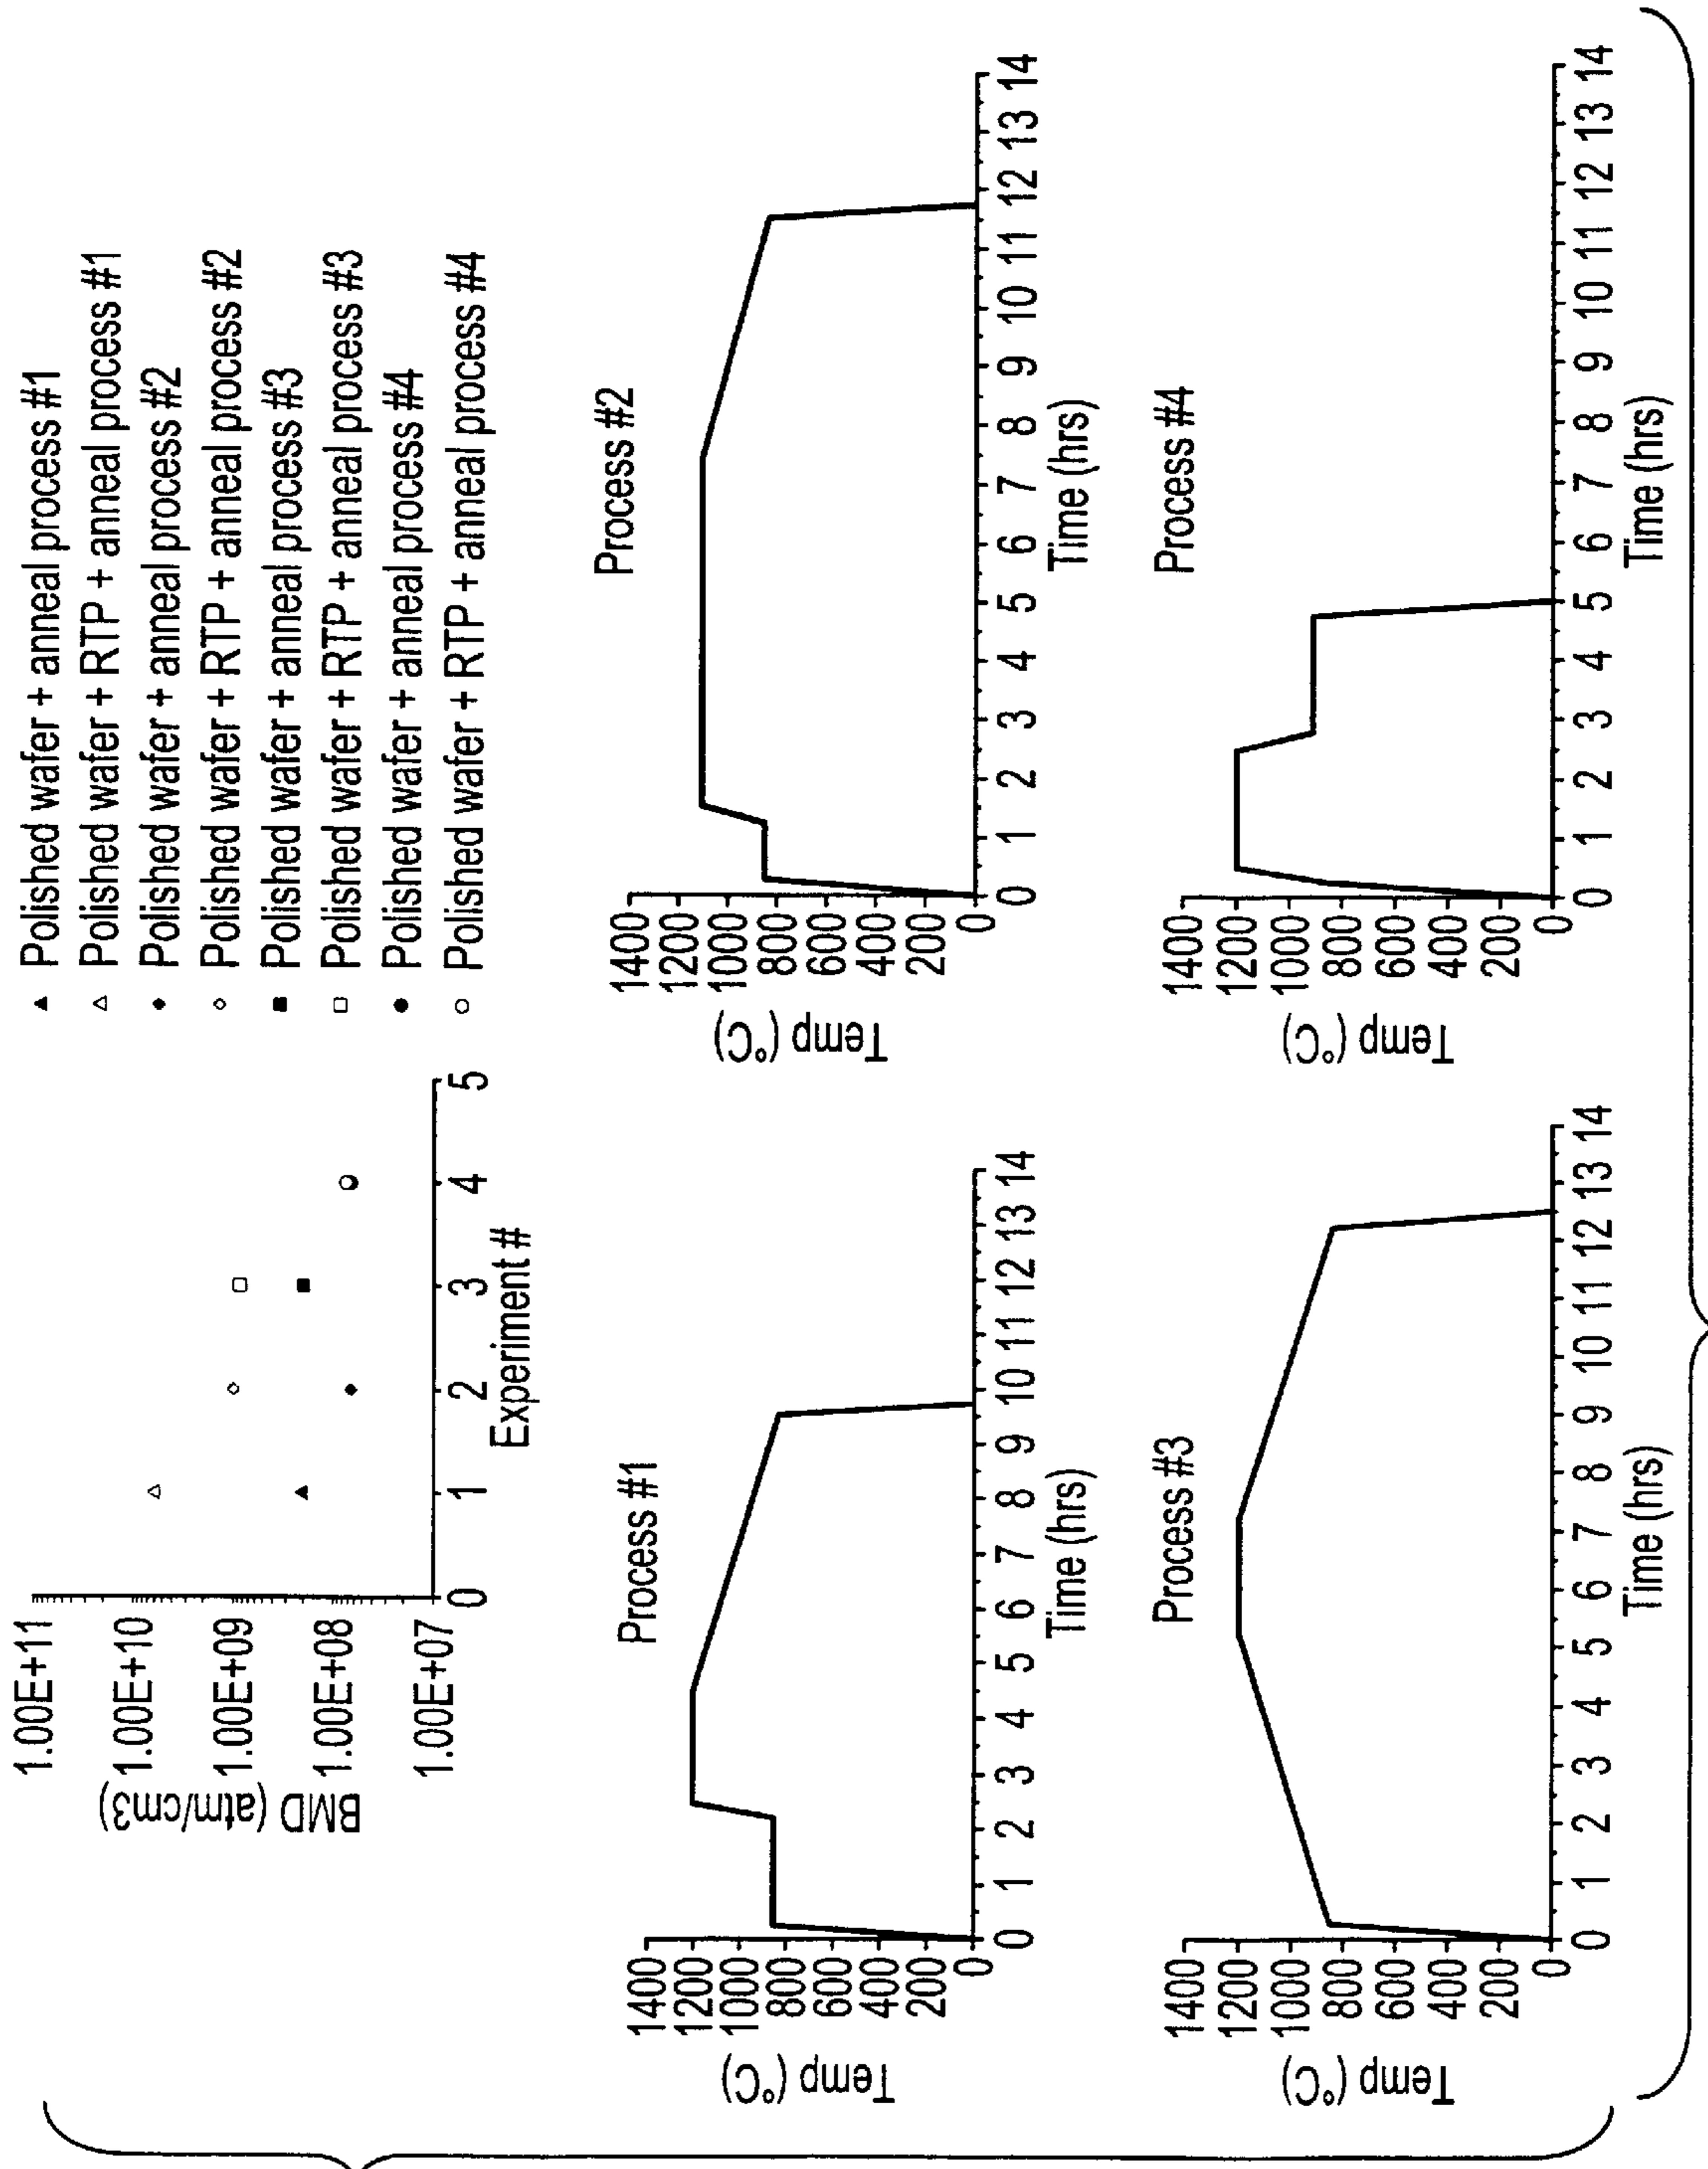 1.00E+11
1.00E+10
1.00E+09
1.00E+08
1.00E+07
BMD (atm/cm3)
0 1 2 3 4 5
Experiment #
Polished wafer + anneal process #1
Polished wafer + RTP + anneal process #1
Polished wafer + anneal process #2
Polished wafer + RTP + anneal process #2
Polished wafer + anneal process #3
Polished wafer + RTP + anneal process #3
Polished wafer + anneal process #4
Polished wafer + RTP + anneal process #4
Process #1
1400
1200
1000
800
600
400
200
0
Temp (°C)
0 1 2 3 4 5 6 7 8 9 10 11 12 13 14
Time (hrs)
Process #2
1400
1200
1000
800
600
400
200
0
Temp (°C)
0 1 2 3 4 5 6 7 8 9 10 11 12 13 14
Time (hrs)
Process #3
1400
1200
1000
800
600
400
200
0
Temp (°C)
0 1 2 3 4 5 6 7 8 9 10 11 12 13 14
Time (hrs)
Process #4
1400
1200
1000
800
600
400
200
0
Temp (°C)
0 1 2 3 4 5 6 7 8 9 10 11 12 13 14
Time (hrs)